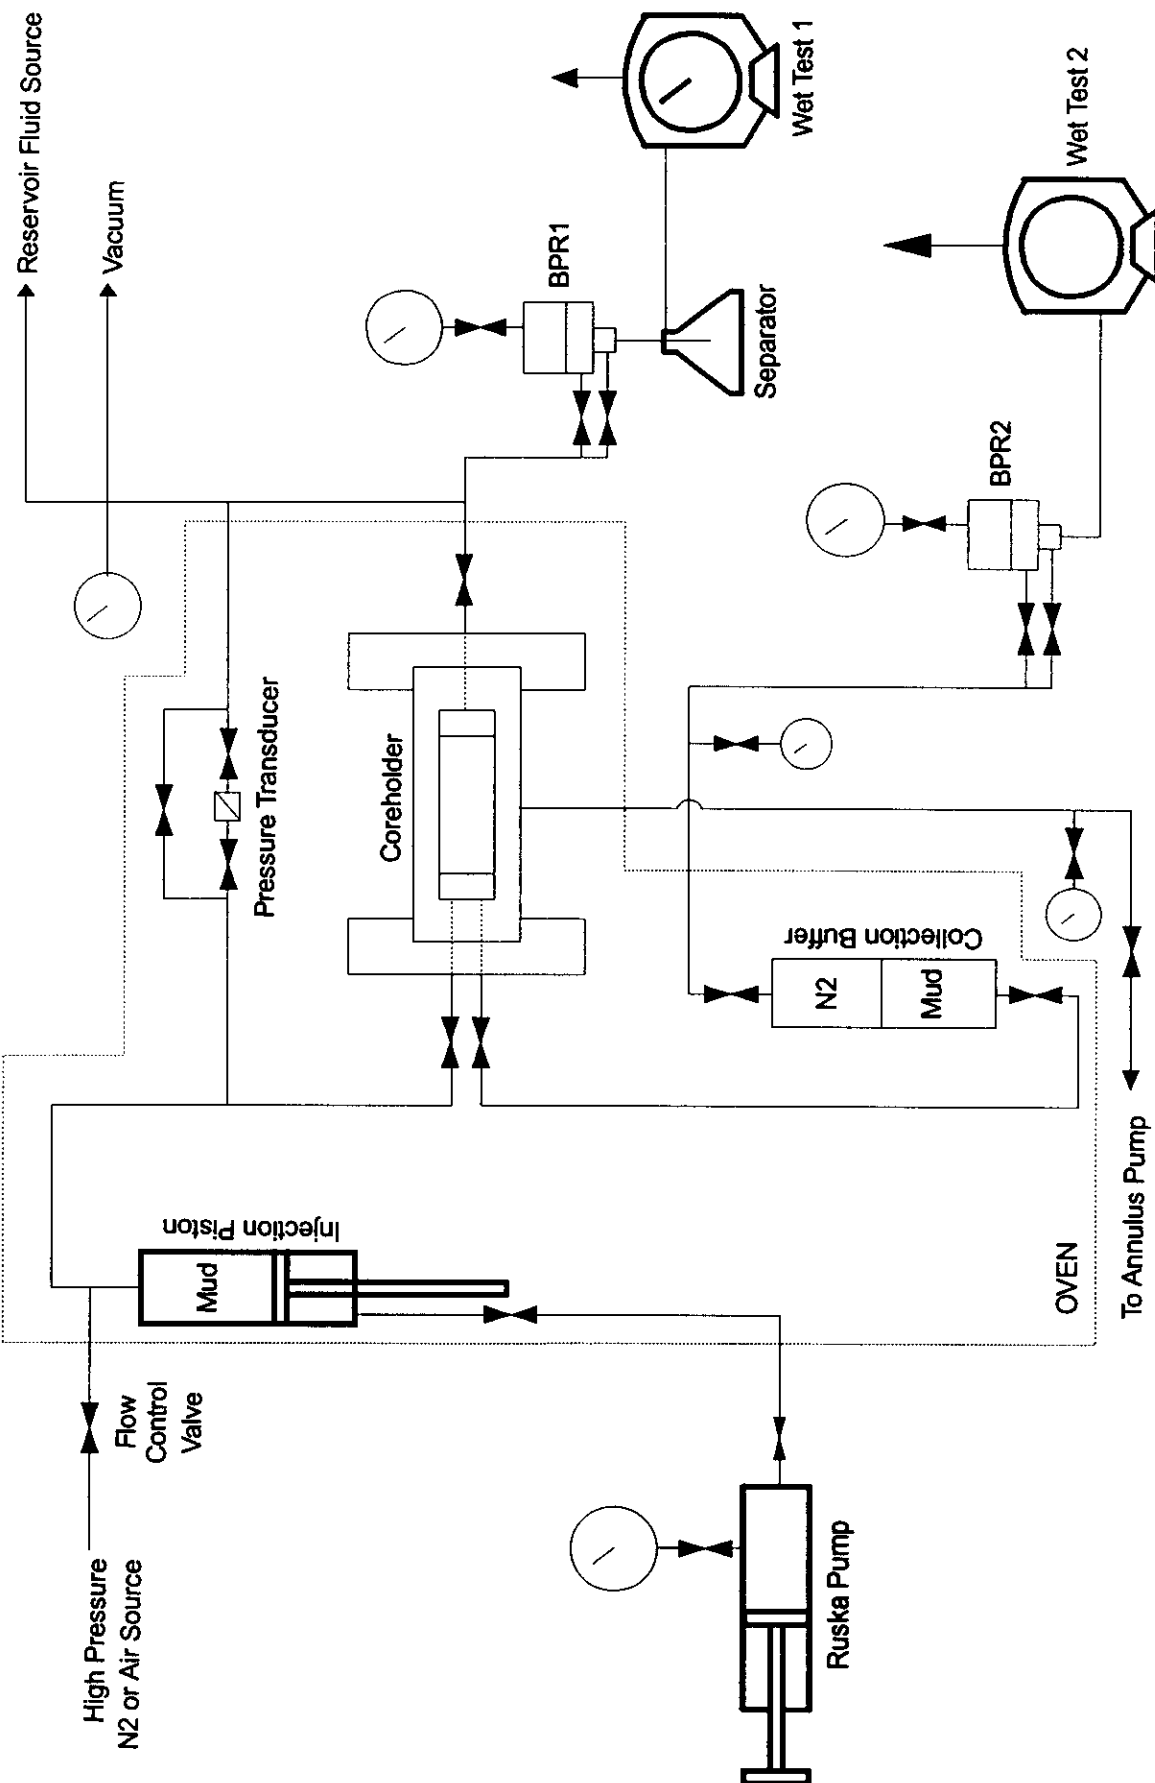 High Pressure
N2 or Air Source
Flow
Control
Valve
Mud
Injection Piston
Pressure Transducer
Vacuum
Reservoir Fluid Source
Coreholder
BPR1
Separator
Wet Test 1
Ruska Pump
OVEN
To Annulus Pump
N2
Mud
Collection Buffer
BPR2
Wet Test 2